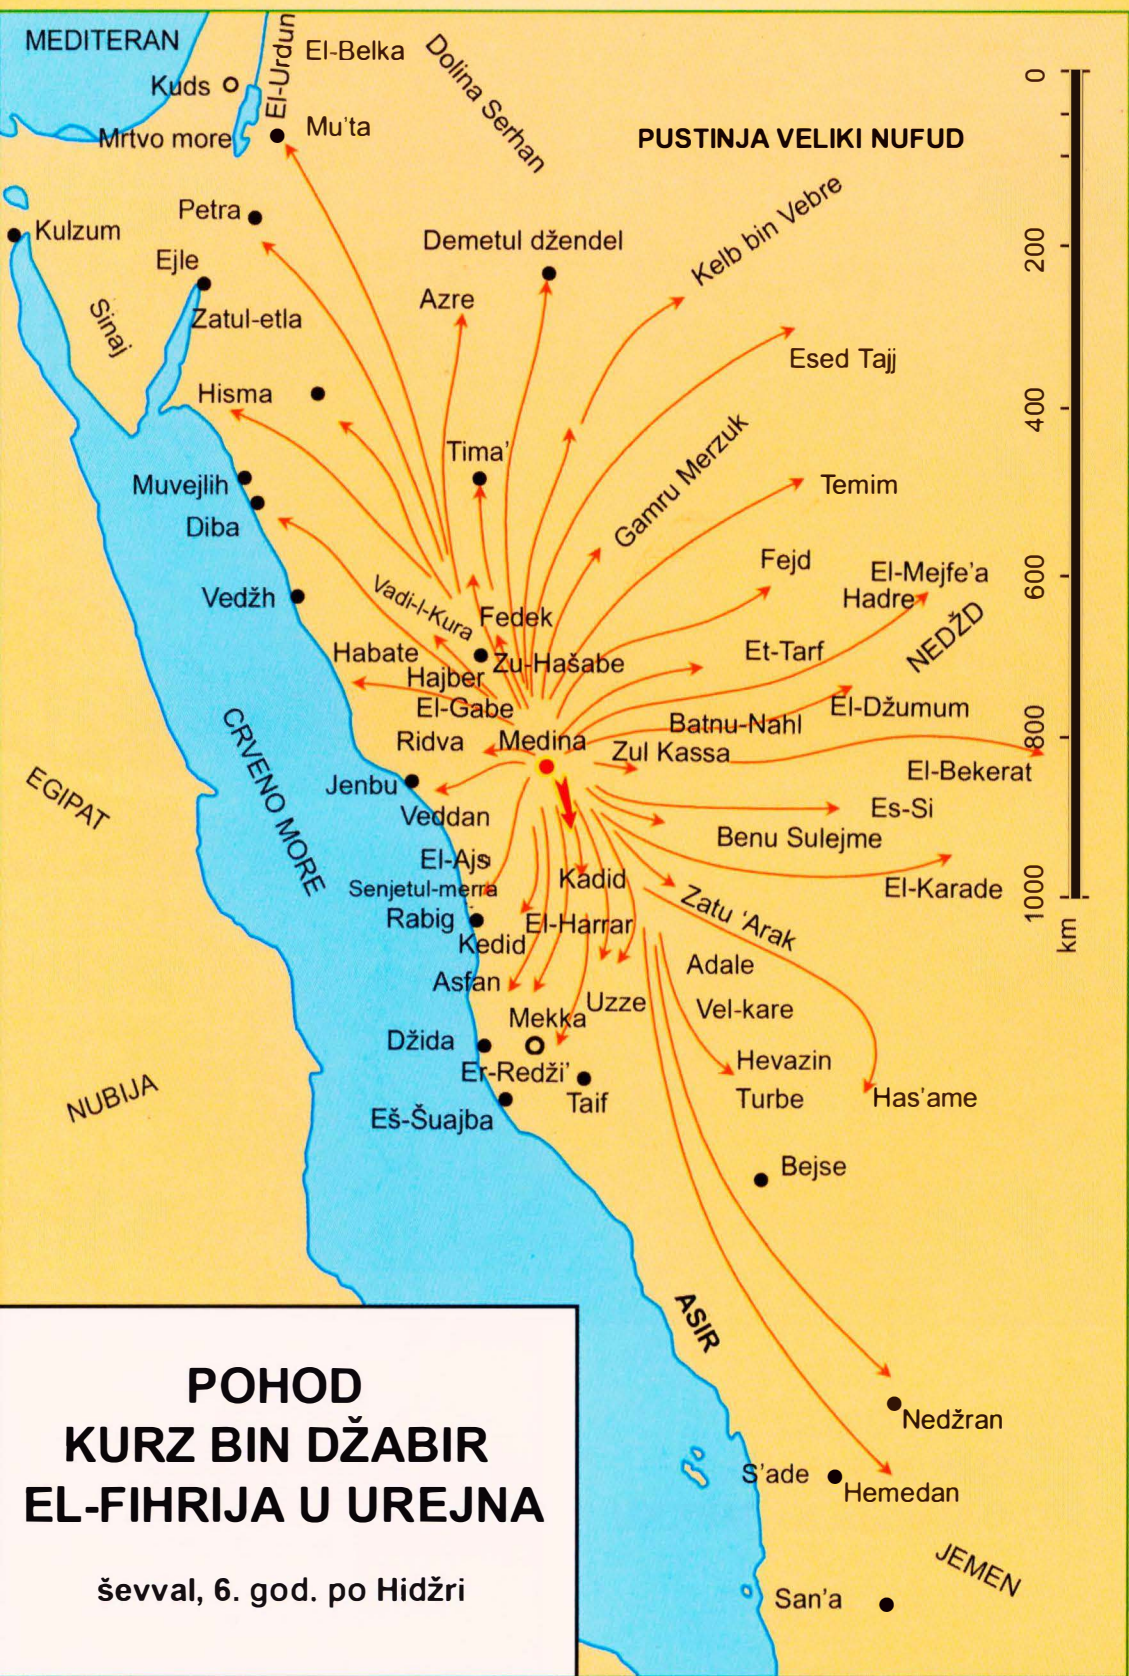 MEDITERAN
El-Urdun
El-Belka
Dolina Serhan
Kuds
Mrtvo more
Mu'ta
PUSTINJA VELIKI NUFUD
0
200
400
600
800
1000
km
Petra
Kulzum
Ejle
Sinaj
Zatul-etla
Demetul džendel
Kelb bin Vebre
Azre
Esed Tajj
Hisma
Tima'
Gamru Merzuk
Temim
Muvejlih
Diba
Fejd
El-Mejfe'a
Hadre
NEDŽD
Vedžh
Vadi-l-Kura
Fedek
Habate
Zu-Hašabe
Et-Tarf
Hajber
El-Gabe
El-Džumum
Batnu-Nahl
Ridva
Medina
Zul Kassa
El-Bekerat
CRVENO MORE
EGIPAT
Jenbu
Veddan
Es-Si
Benu Sulejme
El-Ajs
Kadid
El-Karade
Senjetul-merra
Zatu 'Arak
Rabig
El-Harrar
Kedid
Adale
Asfan
Uzze
Vel-kare
Mekka
Džida
Er-Redži'
Hevazin
Taif
Turbe
Has'ame
NUBIJA
Eš-Šuajba
Bejse
ASIR
POHOD
KURZ BIN DŽABIR
EL-FIHRIJA U UREJNA
ševval, 6. god. po Hidžri
Nedžran
S'ade
Hemedan
JEMEN
San'a